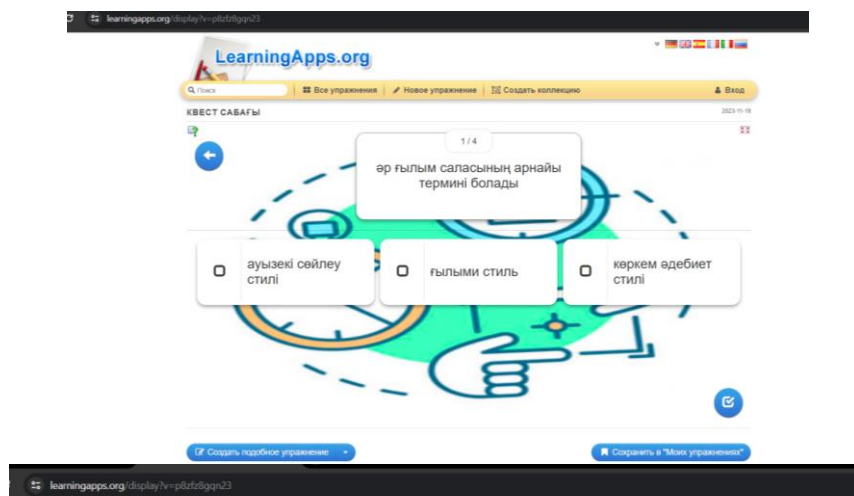 learningapps.org/display?v=p8zfz8gqn23
LearningApps.org
Поиск
Все упражнения
Новое упражнение
Создать коллекцию
Вход
КВЕСТ САБАҒЫ
2023-11-19
1 / 4
әр ғылым саласының арнайы
термині болады
ауызекі сөйлеу
стилі
ғылыми стиль
көркем әдебиет
стилі
Создать подобное упражнение
Сохранить в "Моих упражнениях"
learningapps.org/display?v=p8zfz8gqn23